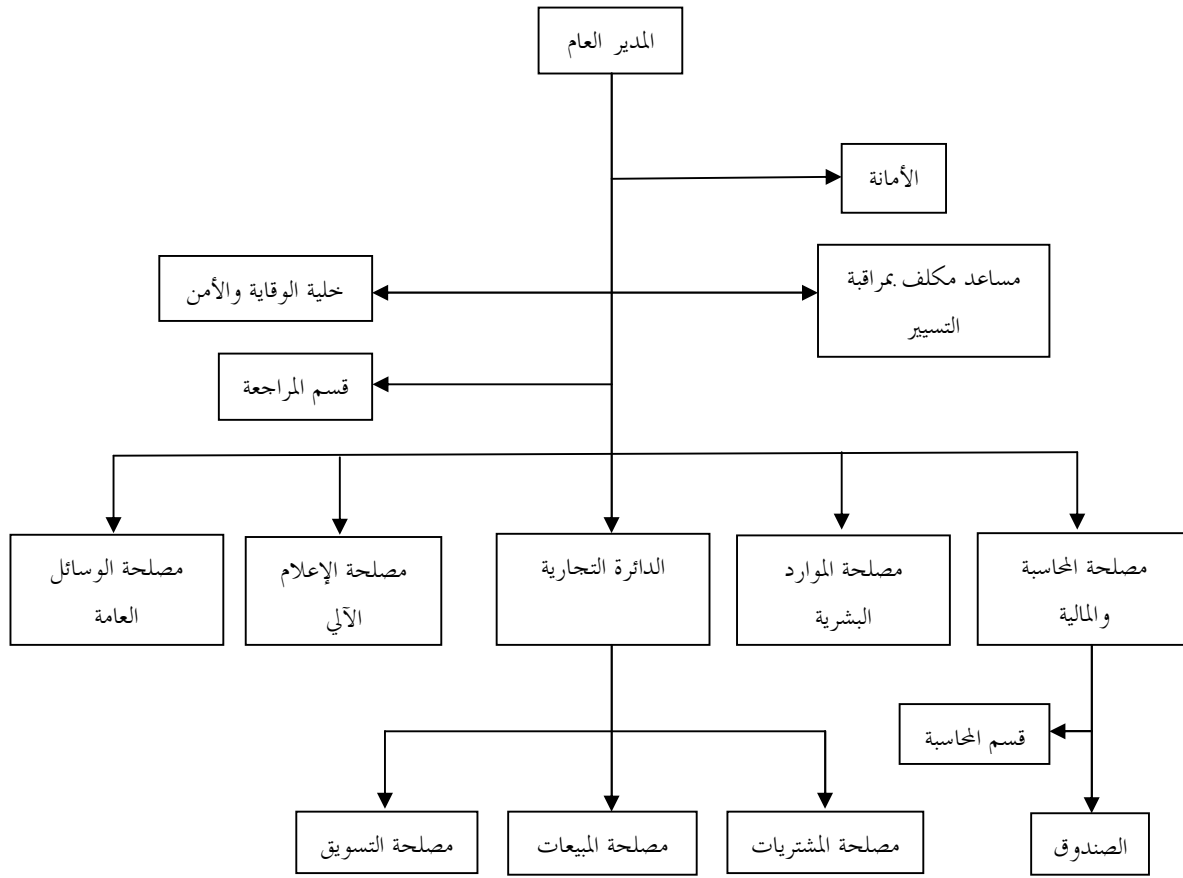 المدير العام
الأمانة
مساعد مكلف بمراقبة
التسيير
خلية الوقاية والأمن
قسم المراجعة
مصلحة المحاسبة
والمالية
مصلحة الموارد
البشرية
الدائرة التجارية
مصلحة الإعلام
الآلي
مصلحة الوسائل
العامة
قسم المحاسبة
الصندوق
مصلحة المشتريات
مصلحة المبيعات
مصلحة التسويق